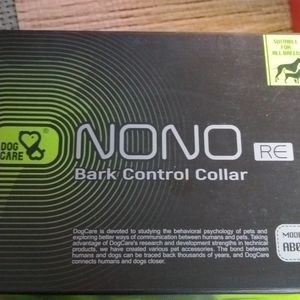 SUITABLE
ALL BREED
DOG
CARE
®
NONO RE
Bark Control Collar
DogCare is devoted to studying the behavioral psychology of pets and
exploring better ways of communication between humans and pets. Taking
advantage of DogCare's research and development strengths in technical
products, we have created various pet accessories. The bond between
humans and dogs can be traced back thousands of years, and DogCare
connects humans and dogs closer.
MODE
AB0